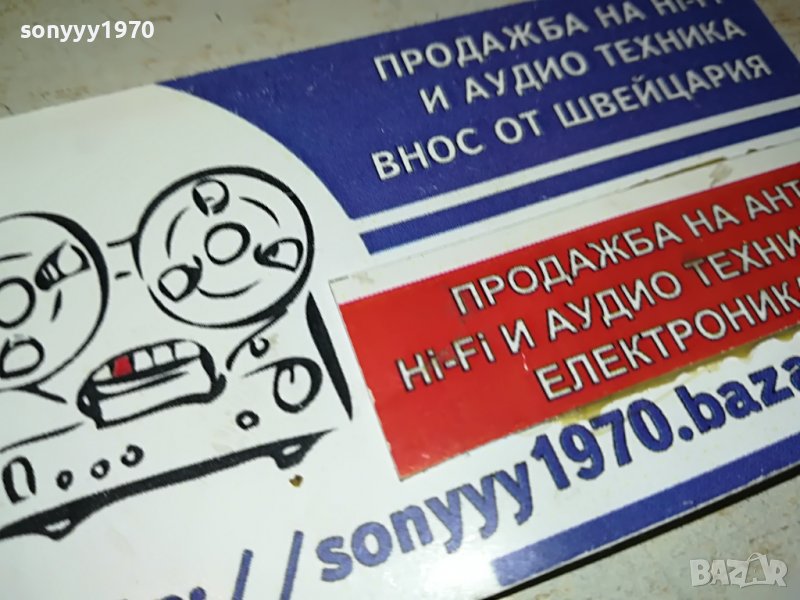 sonyyy1970
ПРОДАЖБА НА Hi-Fi
И АУДИО ТЕХНИКА
ВНОС ОТ ШВЕЙЦАРИЯ
ПРОДАЖБА НА АНТ
Hi-Fi И АУДИО ТЕХНИ
ЕЛЕКТРОНИКА
://sonyyy1970.baza
BAZAR